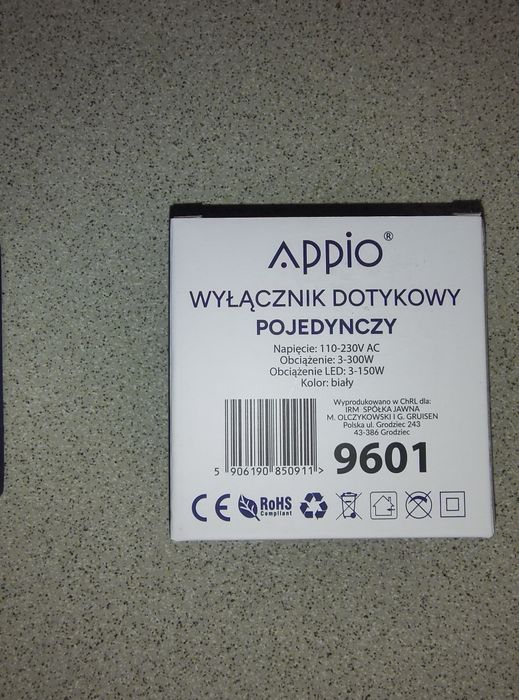 APPIO®
WYŁĄCZNIK DOTYKOWY
POJEDYNCZY
Napięcie: 110-230V AC
Obciążenie: 3-300W
Obciążenie LED: 3-150W
Kolor: biały
Wyprodukowano w ChRL dla:
IRM SPÓŁKA JAWNA
M. OLCZYKOWSKI I G. GRUISEN
Polska ul. Grodziec 243
43-386 Grodziec
9601
5 906190 850911 >
CE RoHS
Compliant